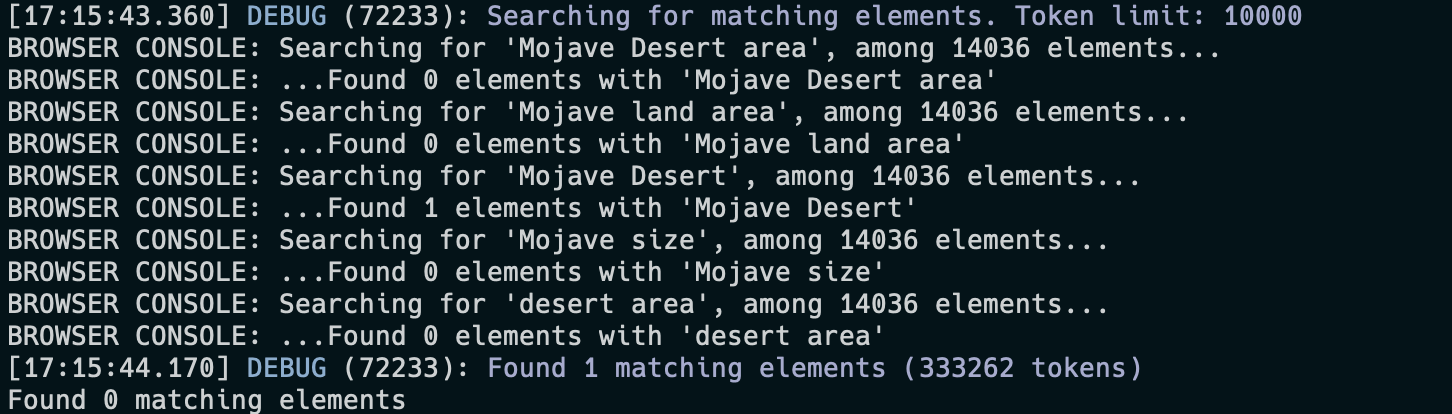 [17:15:43.360] DEBUG (72233): Searching for matching elements. Token limit: 10000
BROWSER CONSOLE: Searching for 'Mojave Desert area', among 14036 elements...
BROWSER CONSOLE: ...Found 0 elements with 'Mojave Desert area'
BROWSER CONSOLE: Searching for 'Mojave land area', among 14036 elements...
BROWSER CONSOLE: ...Found 0 elements with 'Mojave land area'
BROWSER CONSOLE: Searching for 'Mojave Desert', among 14036 elements...
BROWSER CONSOLE: ...Found 1 elements with 'Mojave Desert'
BROWSER CONSOLE: Searching for 'Mojave size', among 14036 elements...
BROWSER CONSOLE: ...Found 0 elements with 'Mojave size'
BROWSER CONSOLE: Searching for 'desert area', among 14036 elements...
BROWSER CONSOLE: ...Found 0 elements with 'desert area'
[17:15:44.170] DEBUG (72233): Found 1 matching elements (333262 tokens)
Found 0 matching elements